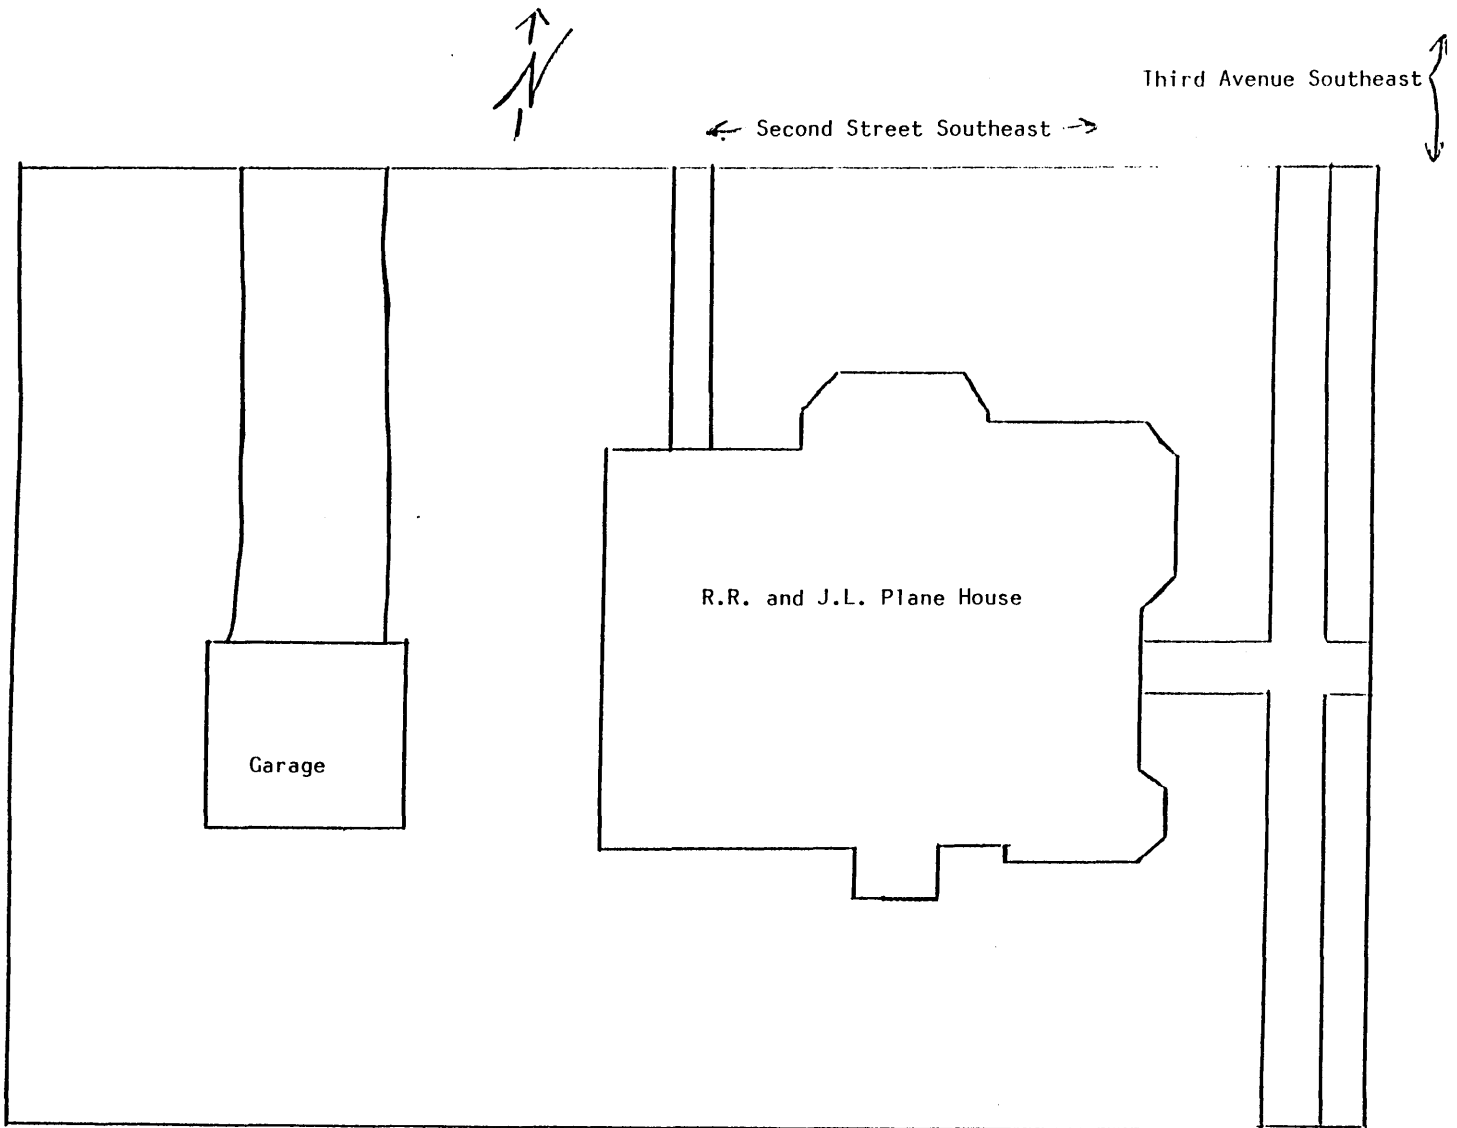 N
Third Avenue Southeast
Second Street Southeast
R.R. and J.L. Plane House
Garage